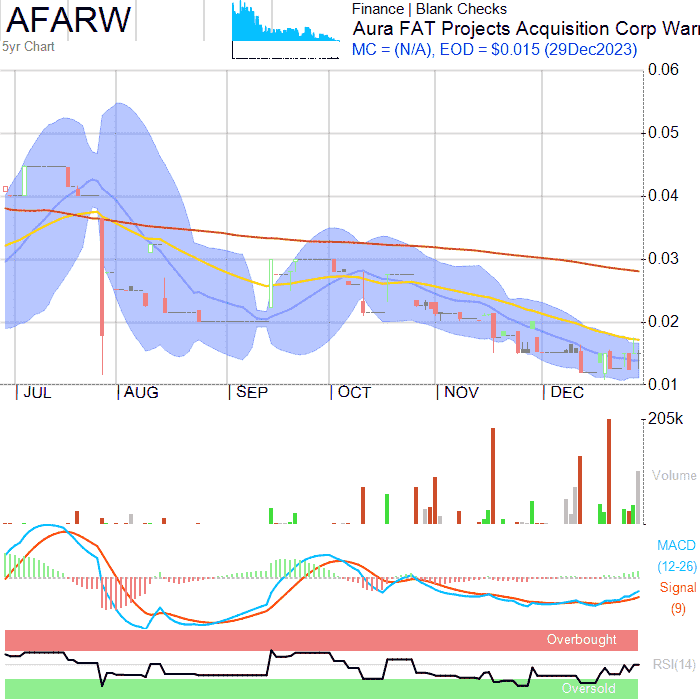 AFARW
5yr Chart
Finance | Blank Checks
Aura FAT Projects Acquisition Corp Warr
MC = (N/A), EOD = $0.015 (29Dec2023)
0.06
0.05
0.04
0.03
0.02
0.01
JUL AUG SEP OCT NOV DEC
205k
Volume
MACD
(12-26)
Signal
(9)
Overbought
RSI(14)
Oversold